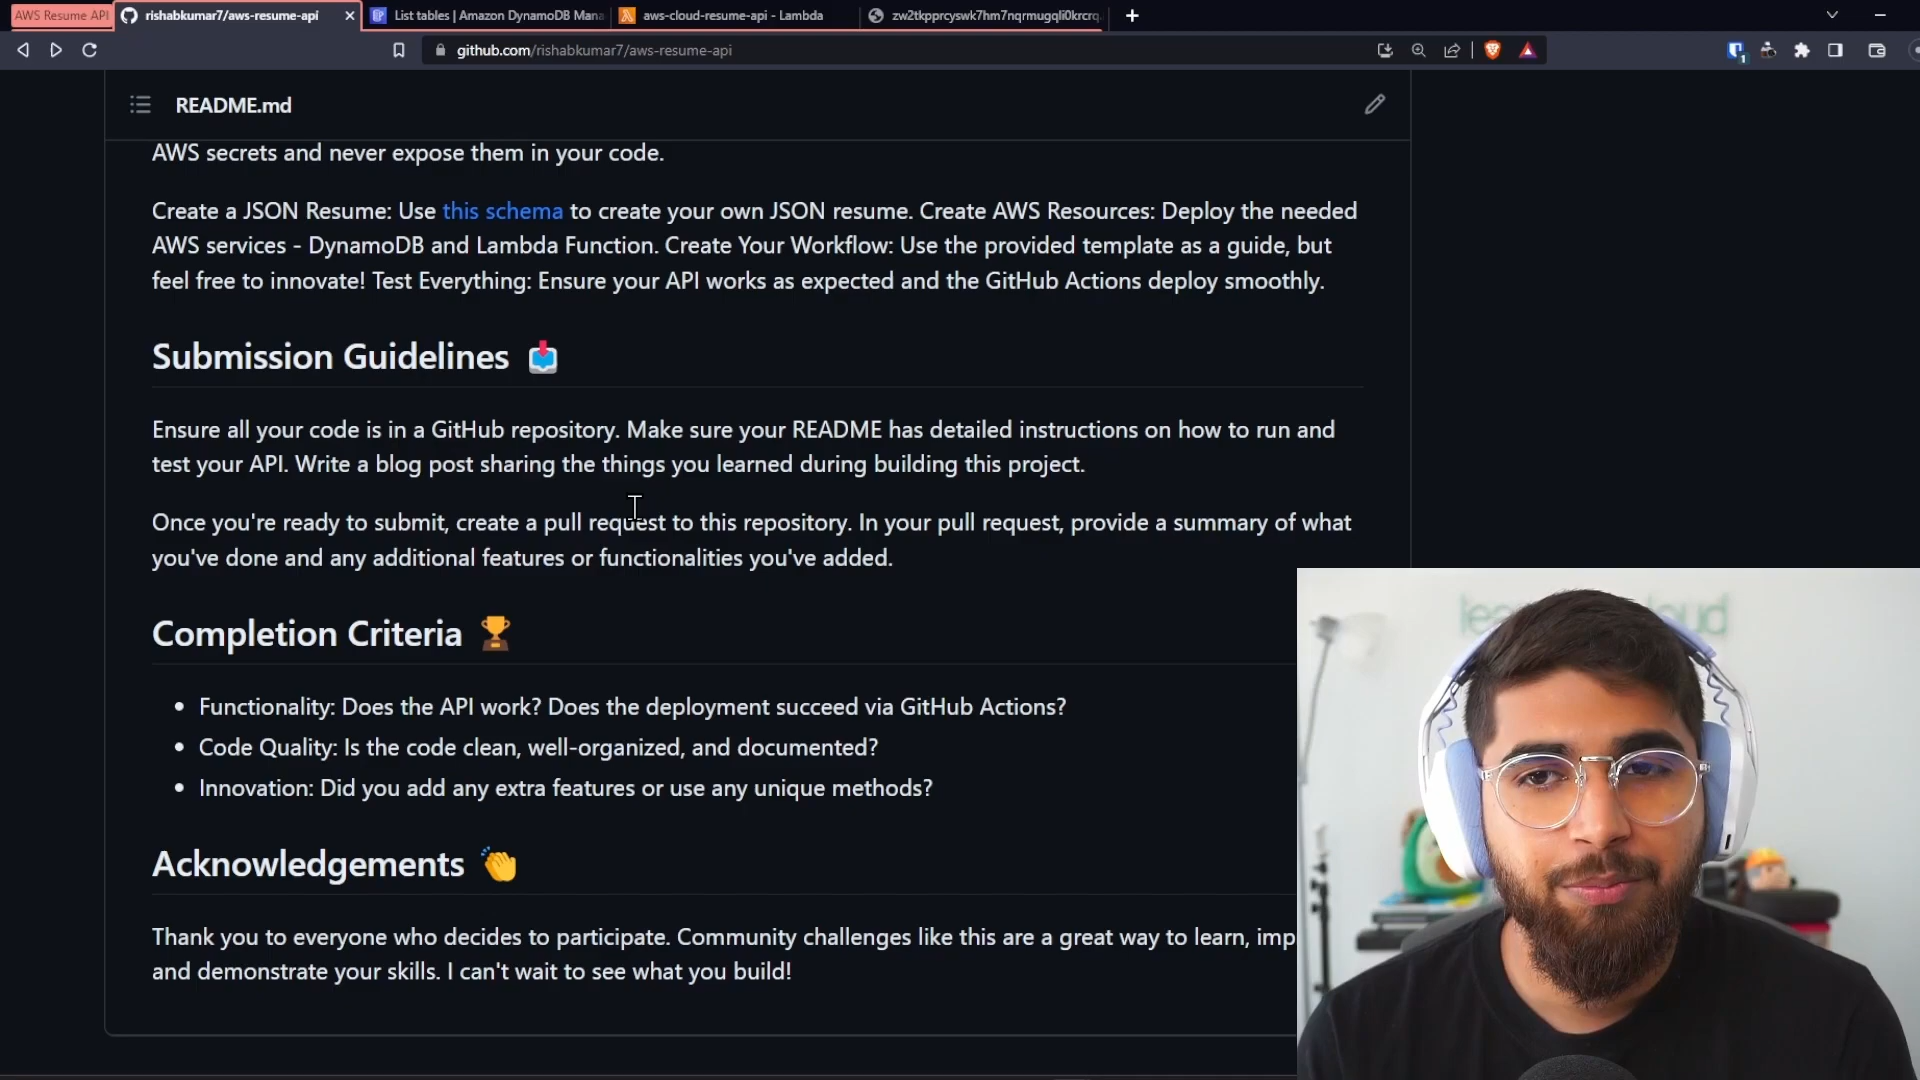 AWS Resume API
rishabkumar7/aws-resume-api
List tables | Amazon DynamoDB Mana
aws-cloud-resume-api - Lambda
zw2tkpprcyswk7hm7nqrmugqli0krcrq.
github.com/rishabkumar7/aws-resume-api
1
README.md
AWS secrets and never expose them in your code.
Create a JSON Resume: Use this schema to create your own JSON resume. Create AWS Resources: Deploy the needed
AWS services - DynamoDB and Lambda Function. Create Your Workflow: Use the provided template as a guide, but
feel free to innovate! Test Everything: Ensure your API works as expected and the GitHub Actions deploy smoothly.
Submission Guidelines
Ensure all your code is in a GitHub repository. Make sure your README has detailed instructions on how to run and
test your API. Write a blog post sharing the things you learned during building this project.
Once you're ready to submit, create a pull request to this repository. In your pull request, provide a summary of what
you've done and any additional features or functionalities you've added.
Completion Criteria
Functionality: Does the API work? Does the deployment succeed via GitHub Actions?
Code Quality: Is the code clean, well-organized, and documented?
Innovation: Did you add any extra features or use any unique methods?
Acknowledgements
Thank you to everyone who decides to participate. Community challenges like this are a great way to learn, imp
and demonstrate your skills. I can't wait to see what you build!